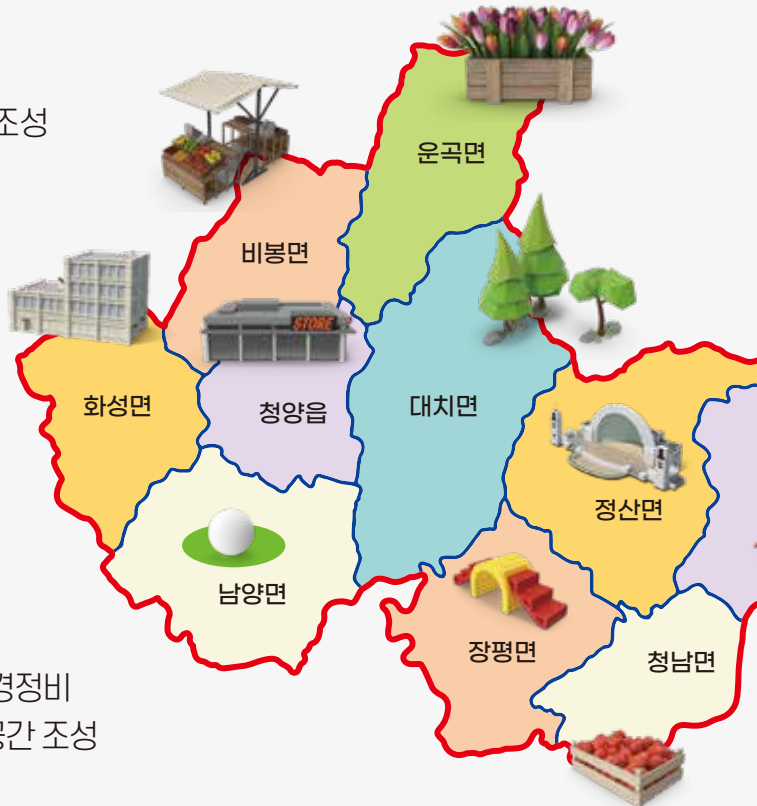 조성
운곡면
비봉면
STORE
화성면
청양읍
대치면
정산면
남양면
장평면
청남면
경정비
공간 조성